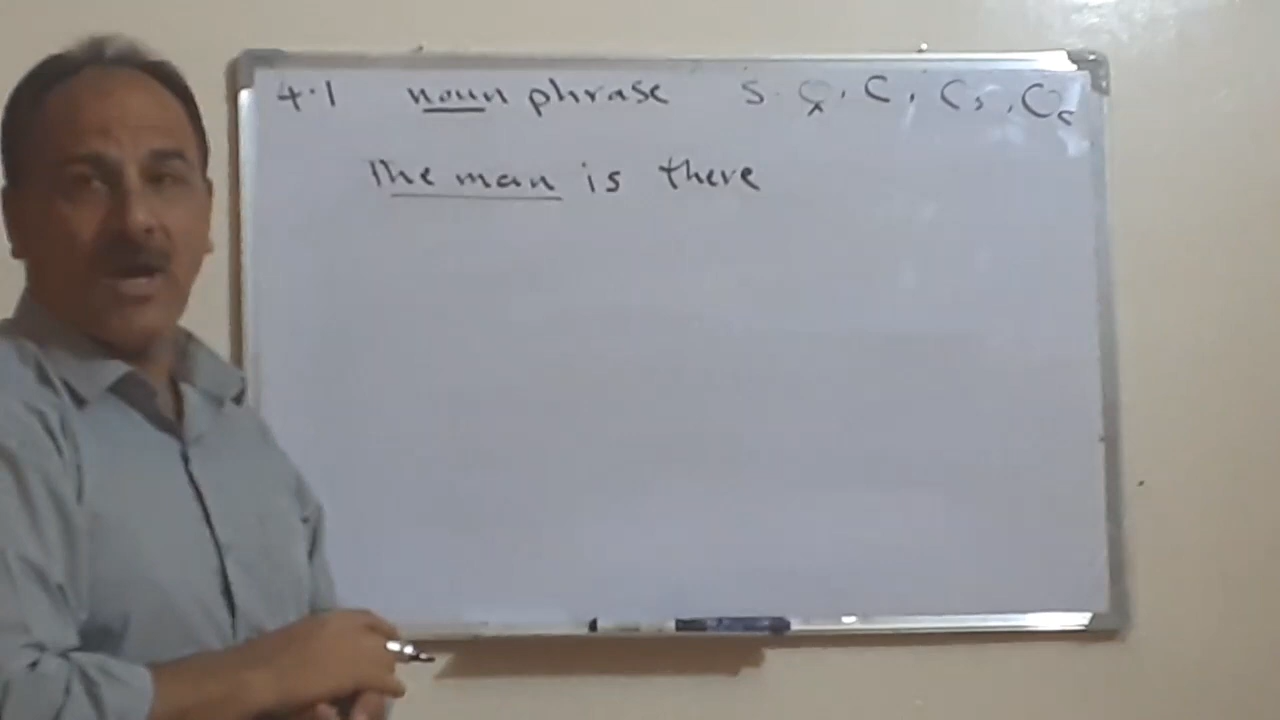 4.1 noun phrase S. O, C, Cs, Co
The man is there